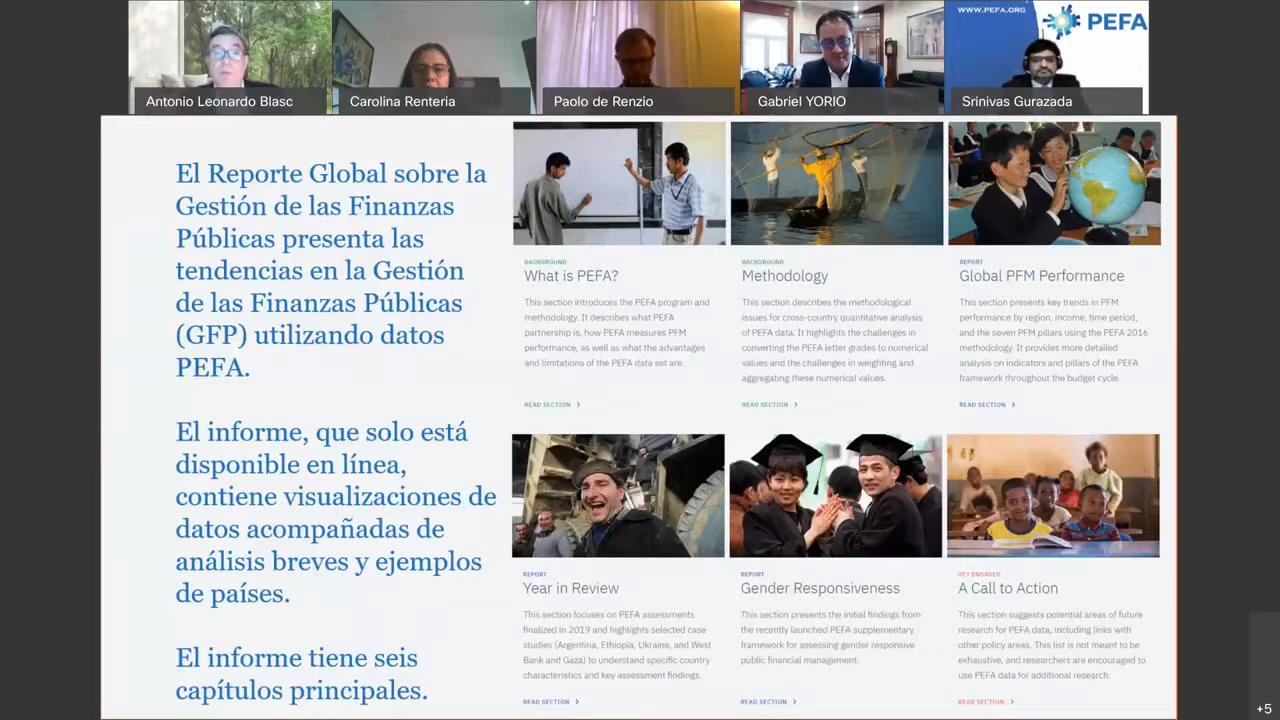 WWW.PEFA.ORG
PEFA
Antonio Leonardo Blasc
Carolina Renteria
Paolo de Renzio
Gabriel YORIO
Srinivas Gurazada
El Reporte Global sobre la
Gestión de las Finanzas
Públicas presenta las
tendencias en la Gestión
de las Finanzas Públicas
(GFP) utilizando datos
PEFA.
El informe, que solo está
disponible en línea,
contiene visualizaciones de
datos acompañadas de
análisis breves y ejemplos
de países.
El informe tiene seis
capítulos principales.
BACKGROUND
What is PEFA?
This section introduces the PEFA program and
methodology. It describes what PEFA
partnership is, how PEFA measures PFM
performance, as well as what the advantages
and limitations of the PEFA data set are.
READ SECTION >
BACKGROUND
Methodology
This section describes the methodological
issues for cross-country quantitative analysis
of PEFA data. It highlights the challenges in
converting the PEFA letter grades to numerical
values and the challenges in weighting and
aggregating these numerical values.
READ SECTION >
REPORT
Global PFM Performance
This section presents key trends in PFM
performance by region, income, time period,
and the seven PFM pillars using the PEFA 2016
methodology. It provides more detailed
analysis on indicators and pillars of the PEFA
framework throughout the budget cycle.
READ SECTION >
REPORT
Year in Review
This section focuses on PEFA assessments
finalized in 2019 and highlights selected case
studies (Argentina, Ethiopia, Ukraine, and West
Bank and Gaza) to understand specific country
characteristics and key assessment findings.
READ SECTION >
REPORT
Gender Responsiveness
This section presents the initial findings from
the recently launched PEFA supplementary
framework for assessing gender responsive
public financial management.
READ SECTION >
GET ENGAGED
A Call to Action
This section suggests potential areas of future
research for PEFA data, including links with
other policy areas. This list is not meant to be
exhaustive, and researchers are encouraged to
use PEFA data for additional research.
READ SECTION >
+5